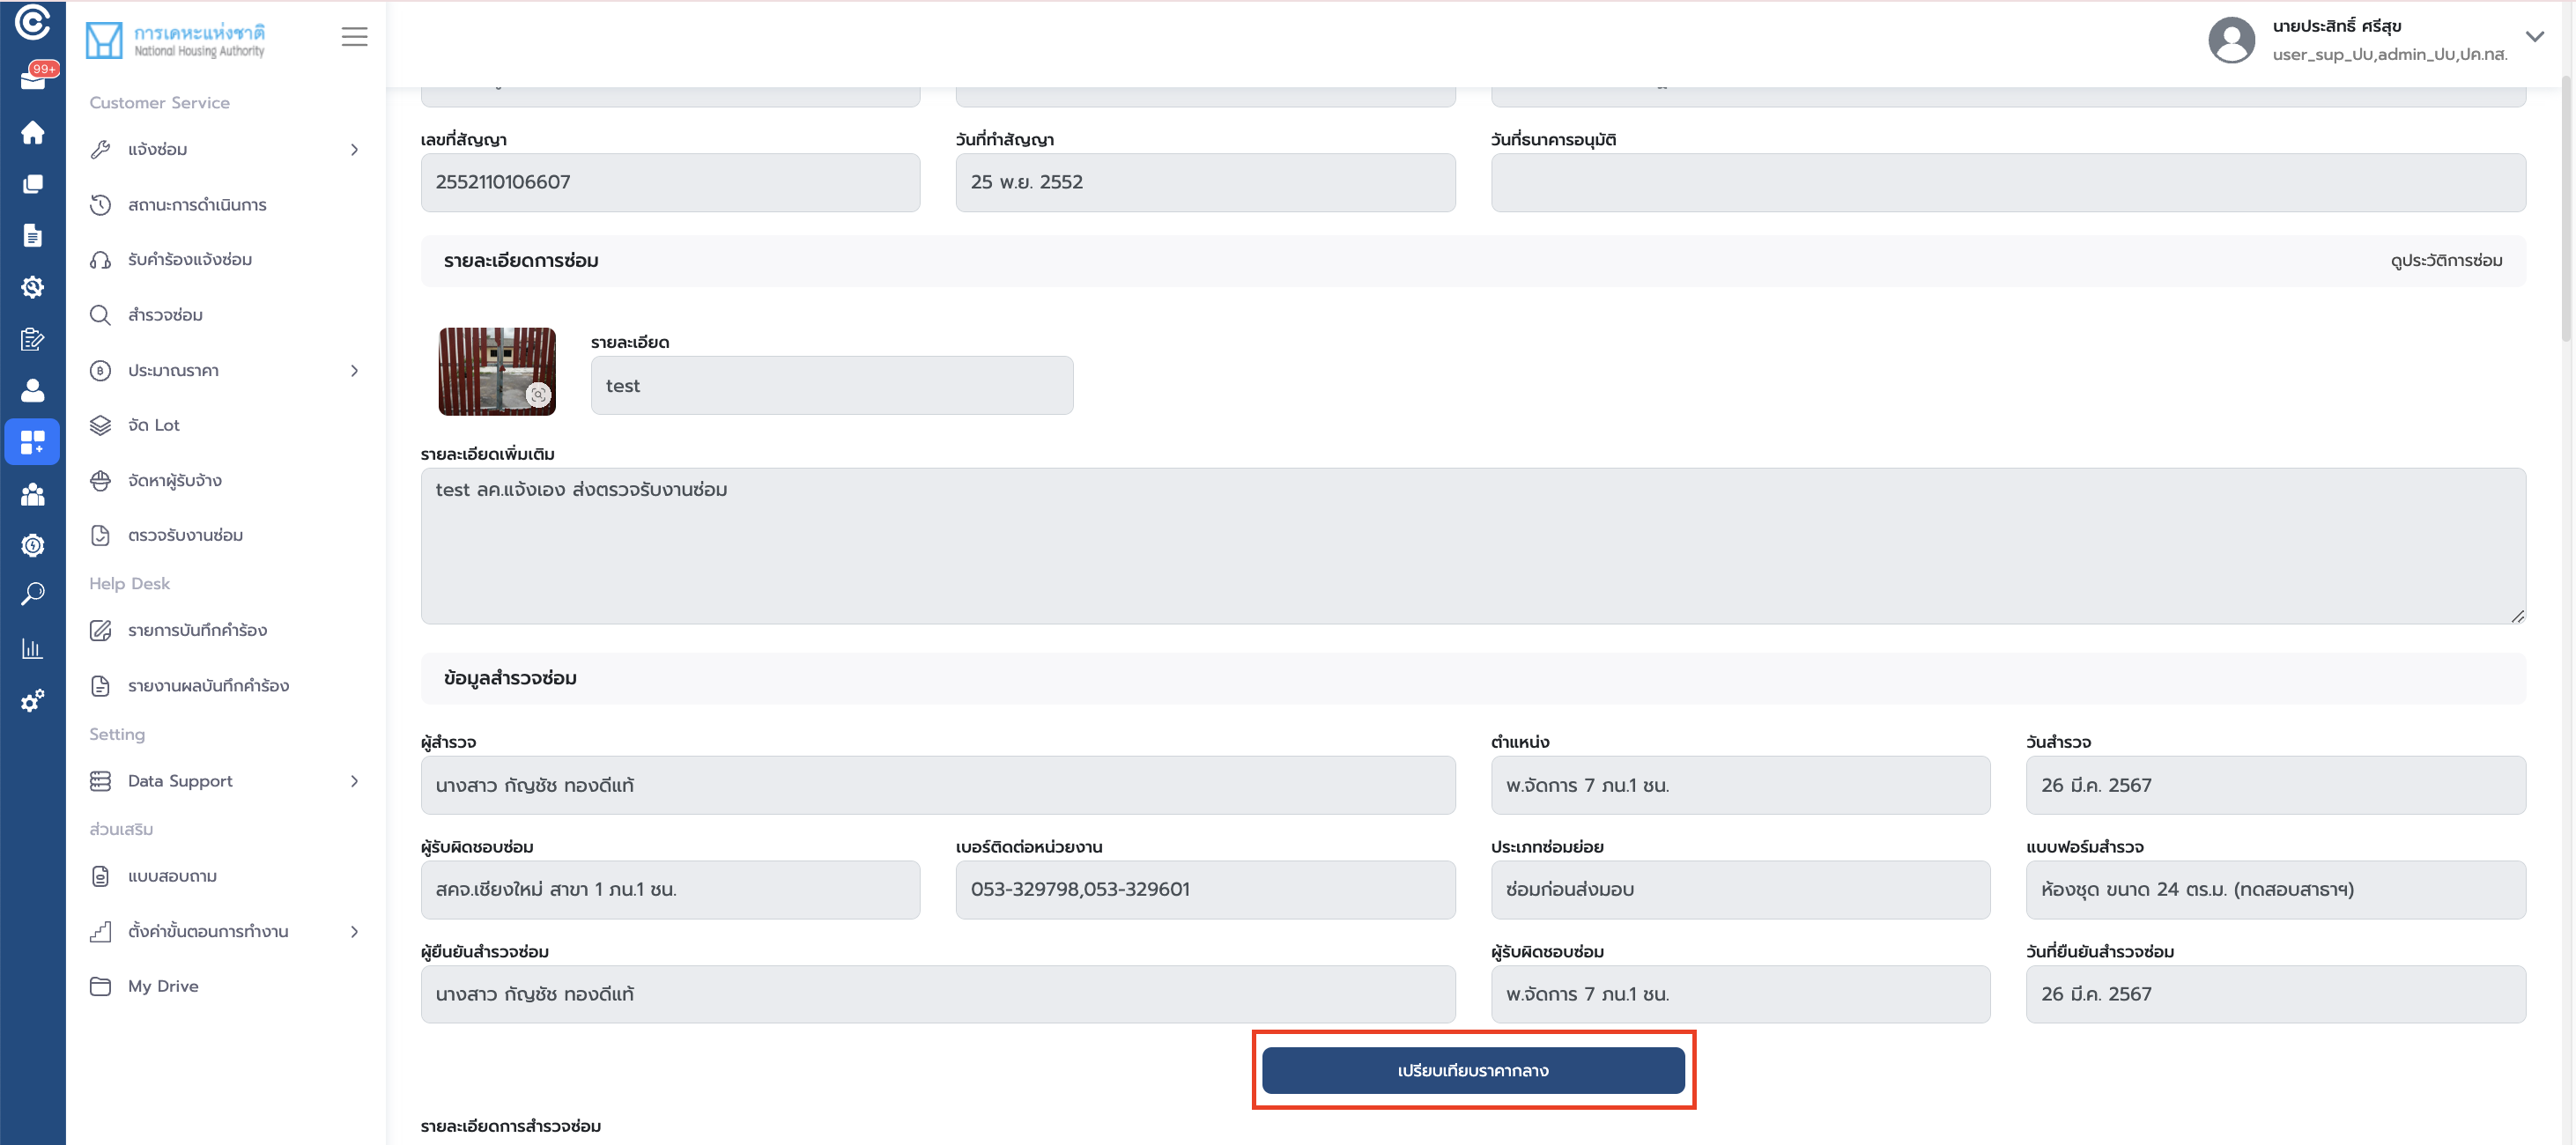 99+
การเคหะแห่งชาติ
National Housing Authority
นายประสิทธิ์ ศรีสุข
user_sup_ปบ,admin_ปบ,ปค.ทส.
Customer Service
แจ้งซ่อม
สถานะการดำเนินการ
รับคำร้องแจ้งซ่อม
สำรวจซ่อม
ประมาณราคา
จัด Lot
จัดหาผู้รับจ้าง
ตรวจรับงานซ่อม
Help Desk
รายการบันทึกคำร้อง
รายงานผลบันทึกคำร้อง
Setting
Data Support
ส่วนเสริม
แบบสอบถาม
ตั้งค่าขั้นตอนการทำงาน
My Drive
เลขที่สัญญา วันที่ทำสัญญา วันที่ธนาคารอนุมัติ
2552110106607 25 พ.ย. 2552
รายละเอียดการซ่อม ดูประวัติการซ่อม
รายละเอียด
test
รายละเอียดเพิ่มเติม
test ลค.แจ้งเอง ส่งตรวจรับงานซ่อม
ข้อมูลสำรวจซ่อม
ผู้สำรวจ ตำแหน่ง วันสำรวจ
นางสาว กัญชัช ทองดีแท้ พ.จัดการ 7 ภน.1 ชน. 26 มี.ค. 2567
ผู้รับผิดชอบซ่อม เบอร์ติดต่อหน่วยงาน ประเภทซ่อมย่อย แบบฟอร์มสำรวจ
สคจ.เชียงใหม่ สาขา 1 ภน.1 ชน. 053-329798,053-329601 ซ่อมก่อนส่งมอบ ห้องชุด ขนาด 24 ตร.ม. (ทดสอบสาธาฯ)
ผู้ยืนยันสำรวจซ่อม ผู้รับผิดชอบซ่อม วันที่ยืนยันสำรวจซ่อม
นางสาว กัญชัช ทองดีแท้ พ.จัดการ 7 ภน.1 ชน. 26 มี.ค. 2567
เปรียบเทียบราคากลาง
รายละเอียดการสำรวจซ่อม